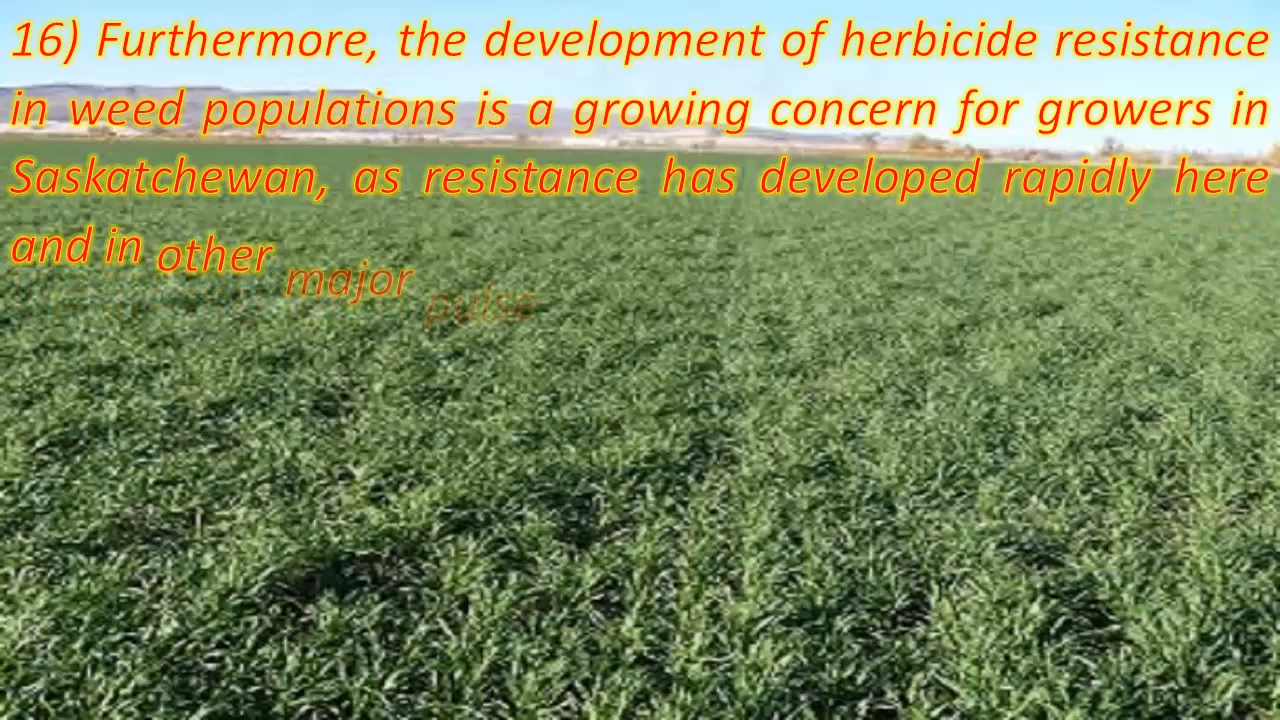 16) Furthermore, the development of herbicide resistance
in weed populations is a growing concern for growers in
Saskatchewan, as resistance has developed rapidly here
and in other major pulse